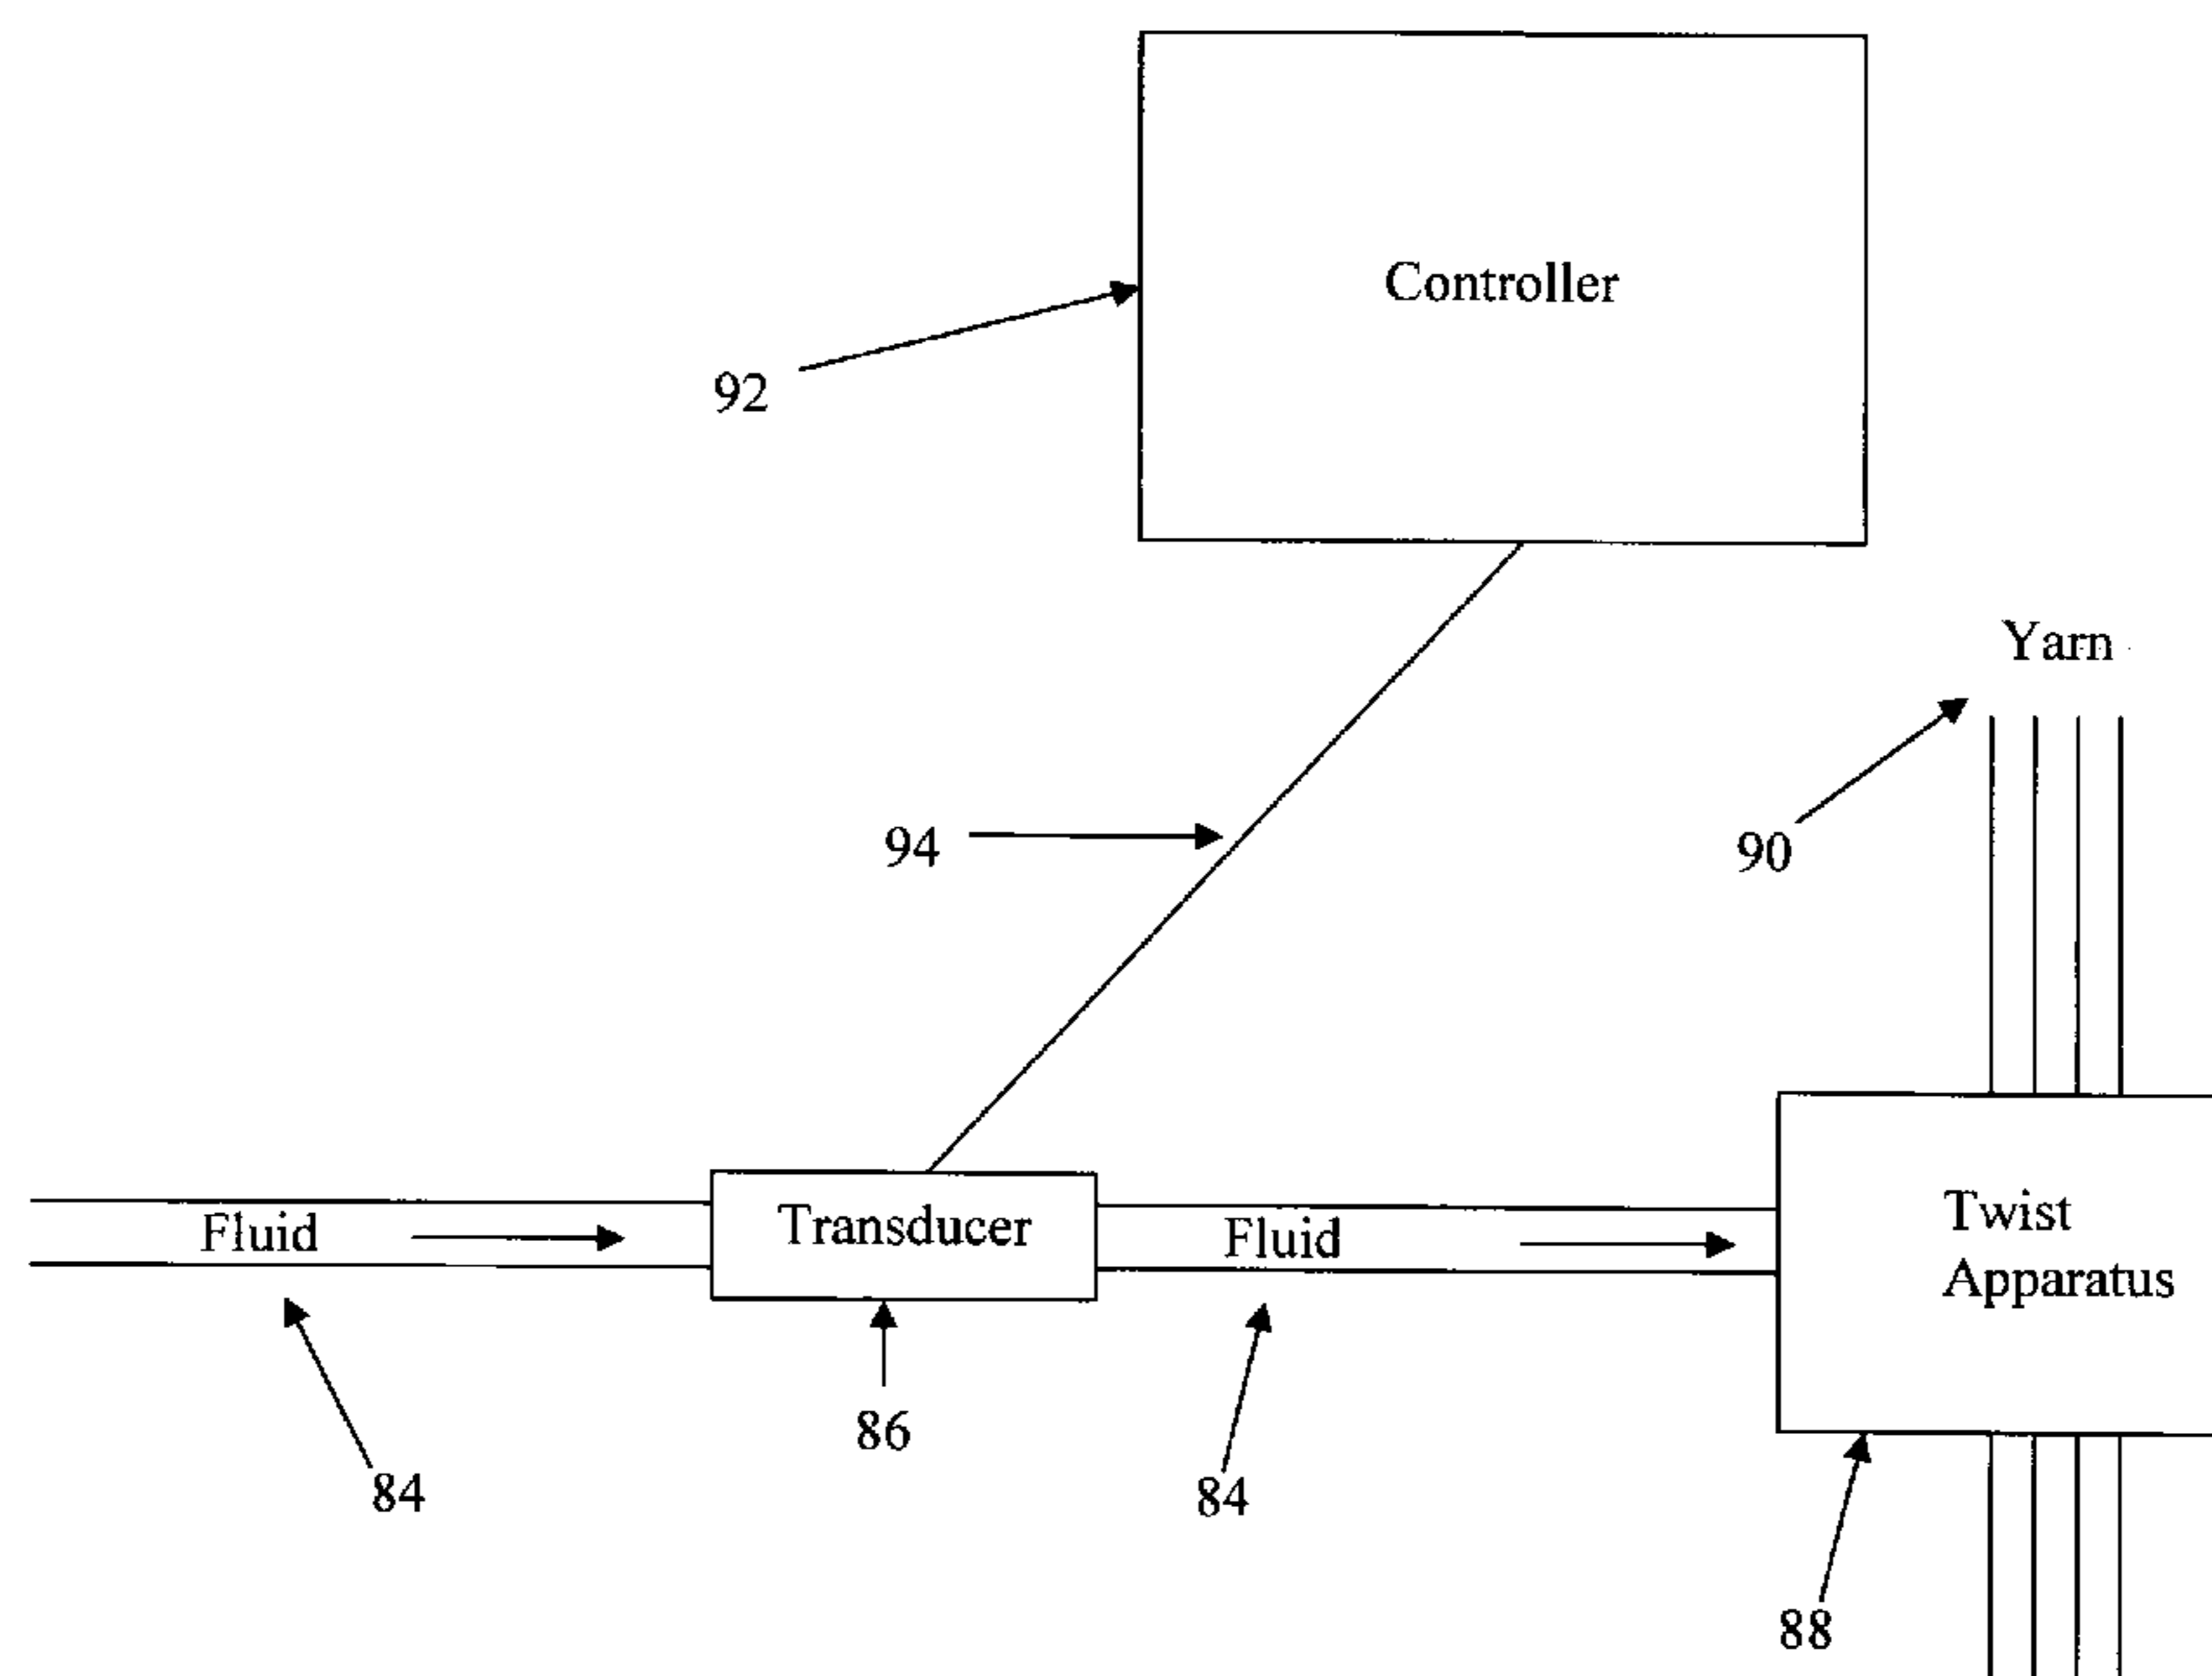 Controller
92
Yarn
94
90
Fluid
Transducer
Fluid
Twist
Apparatus
86
84
84
88